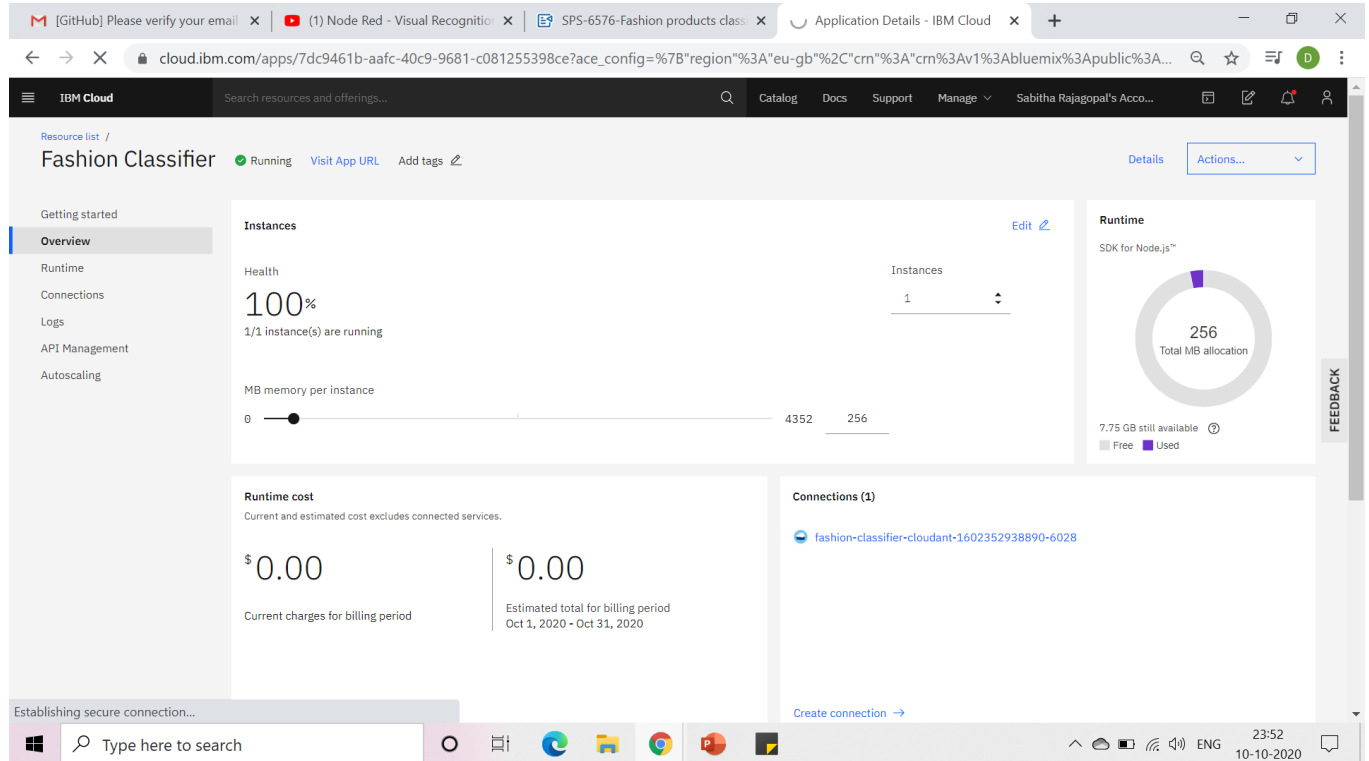 [GitHub] Please verify your email
(1) Node Red - Visual Recognition
SPS-6576-Fashion products class
Application Details - IBM Cloud
cloud.ibm.com/apps/7dc9461b-aafc-40c9-9681-c081255398ce?ace_config=%7B"region"%3A"eu-gb"%2C"crn"%3A"crn%3Av1%3Abluemix%3Apublic%3A...
D
IBM Cloud
Search resources and offerings...
Catalog
Docs
Support
Manage
Sabitha Rajagopal's Acco...
Resource list /
Fashion Classifier
Running
Visit App URL
Add tags
Details
Actions...
Getting started
Overview
Runtime
Connections
Logs
API Management
Autoscaling
Instances
Edit
Health
100%
1/1 instance(s) are running
Instances
1
MB memory per instance
0
4352
256
Runtime
SDK for Node.js™
256
Total MB allocation
7.75 GB still available
Free
Used
FEEDBACK
Runtime cost
Current and estimated cost excludes connected services.
$0.00
Current charges for billing period
$0.00
Estimated total for billing period
Oct 1, 2020 - Oct 31, 2020
Connections (1)
fashion-classifier-cloudant-1602352938890-6028
Create connection →
Establishing secure connection...
Type here to search
ENG
23:52
10-10-2020